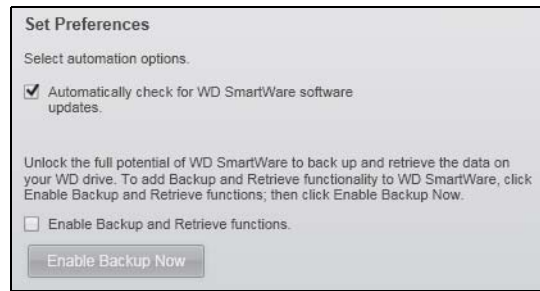 Set Preferences
Select automation options.
Automatically check for WD SmartWare software
updates.
Unlock the full potential of WD SmartWare to back up and retrieve the data on
your WD drive. To add Backup and Retrieve functionality to WD SmartWare, click
Enable Backup and Retrieve functions; then click Enable Backup Now.
Enable Backup and Retrieve functions.
Enable Backup Now